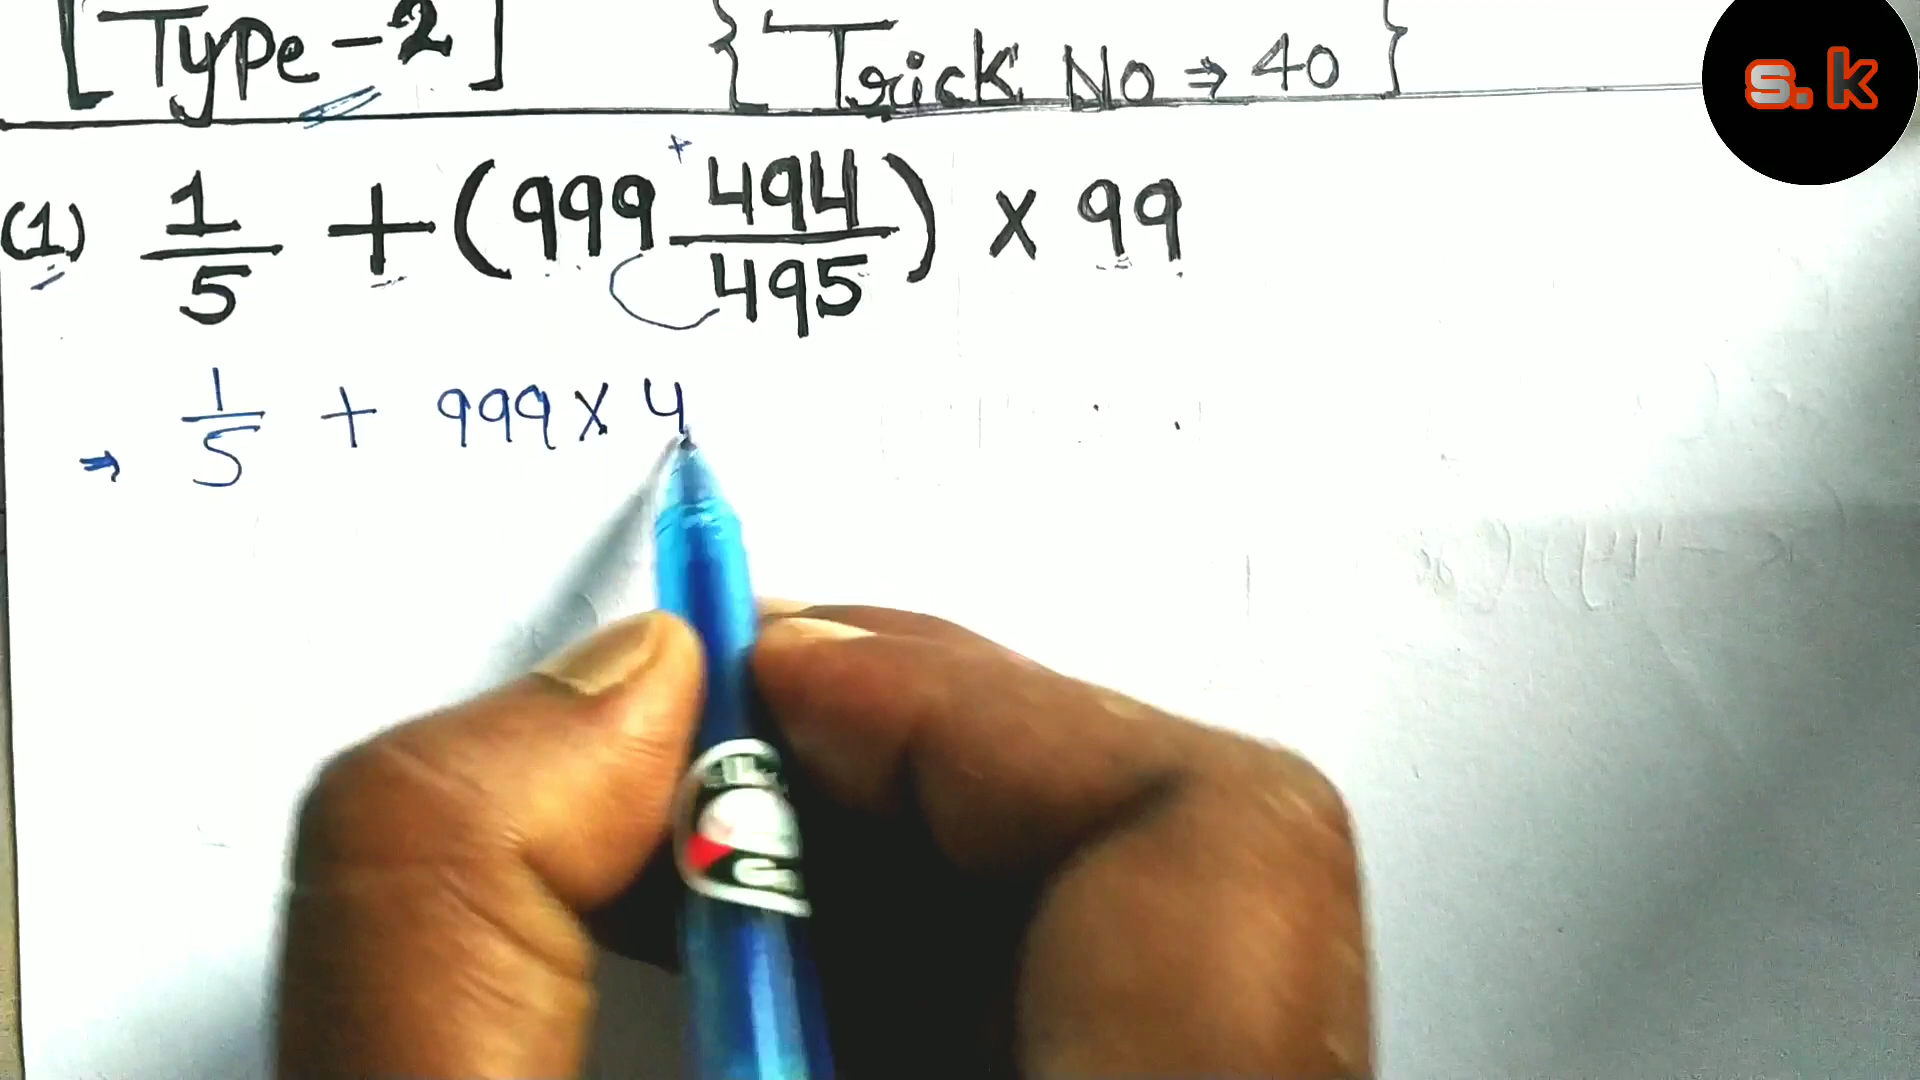 [Type-2] {Trick No ⇒ 40}
s.k
(1) 1/5 + (999 494/495) × 99
⇒ 1/5 + 999 × 4